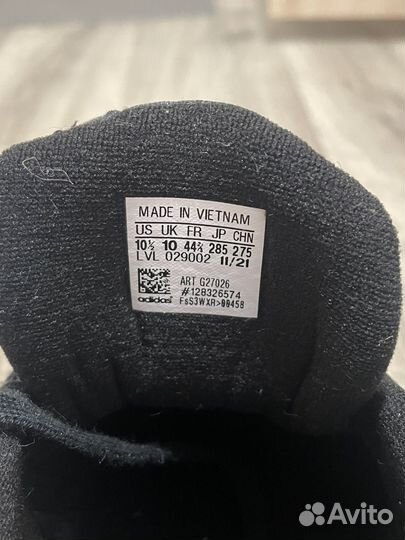 MADE IN VIETNAM
US UK FR JP CHN
10½ 10 44⅔ 285 275
LVL 029002 11/21
ART G27026
#128326574
adidas FsS3WXR>09458
Avito